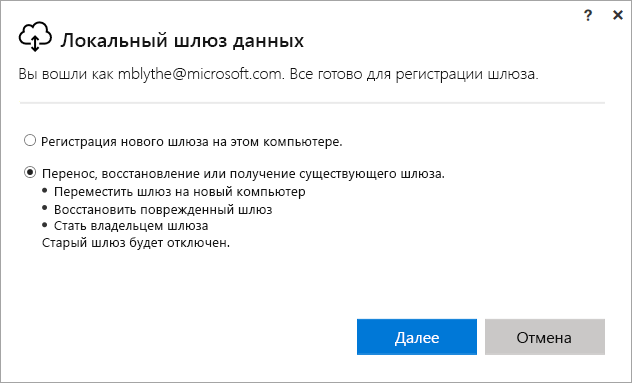 ? ×
Локальный шлюз данных
Вы вошли как mblythe@microsoft.com. Все готово для регистрации шлюза.
Регистрация нового шлюза на этом компьютере.
Перенос, восстановление или получение существующего шлюза.
• Переместить шлюз на новый компьютер
• Восстановить поврежденный шлюз
• Стать владельцем шлюза
Старый шлюз будет отключен.
Далее Отмена